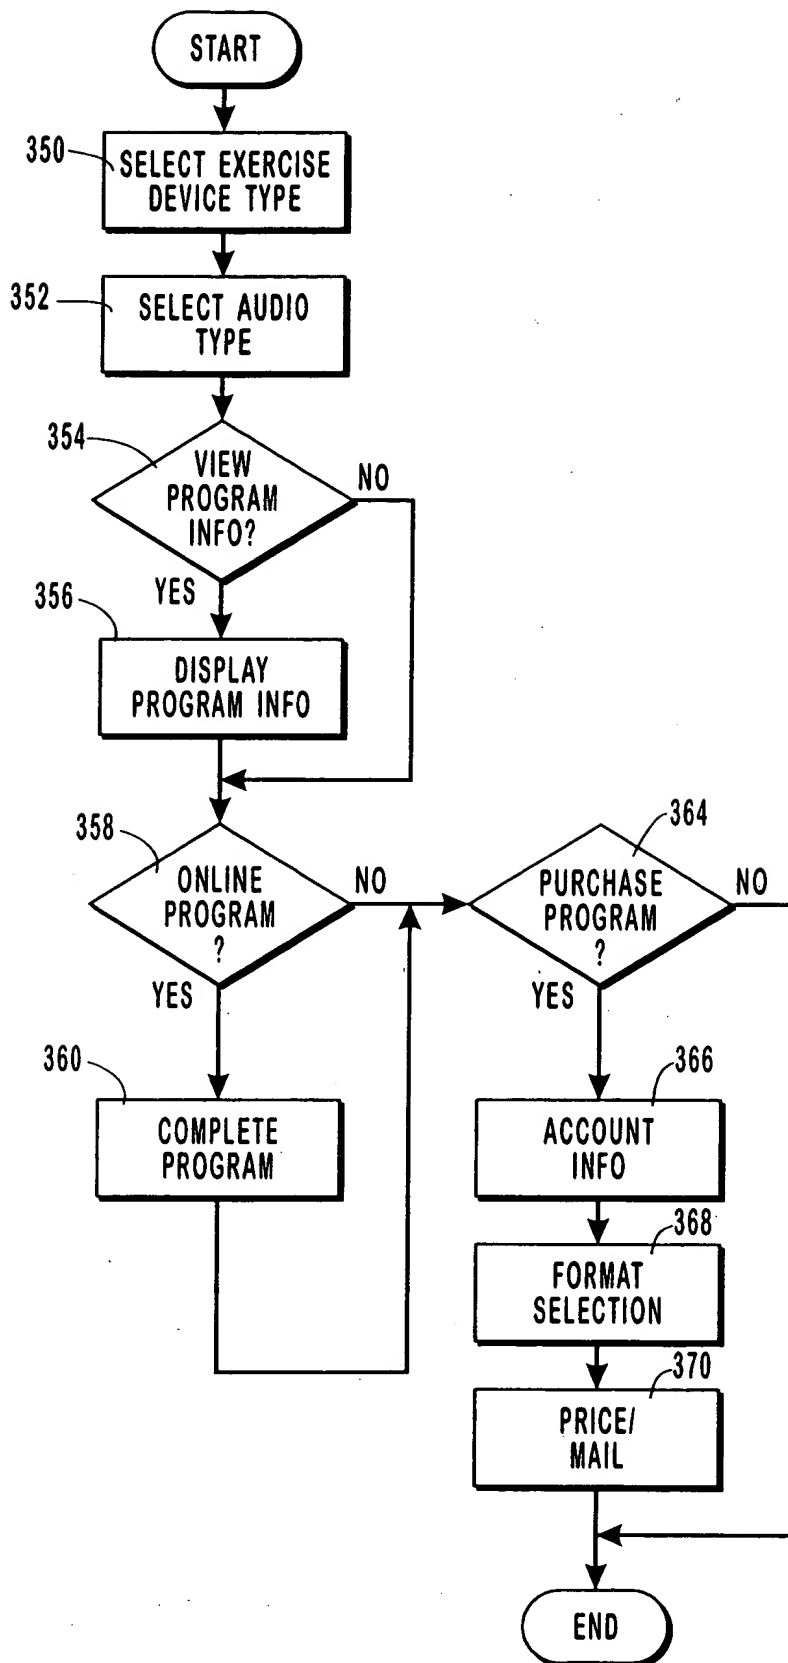 START
350
SELECT EXERCISE
DEVICE TYPE
352
SELECT AUDIO
TYPE
354
VIEW
PROGRAM
INFO?
NO
YES
356
DISPLAY
PROGRAM INFO
358
ONLINE
PROGRAM
?
NO
YES
360
COMPLETE
PROGRAM
364
PURCHASE
PROGRAM
?
NO
YES
366
ACCOUNT
INFO
368
FORMAT
SELECTION
370
PRICE/
MAIL
END